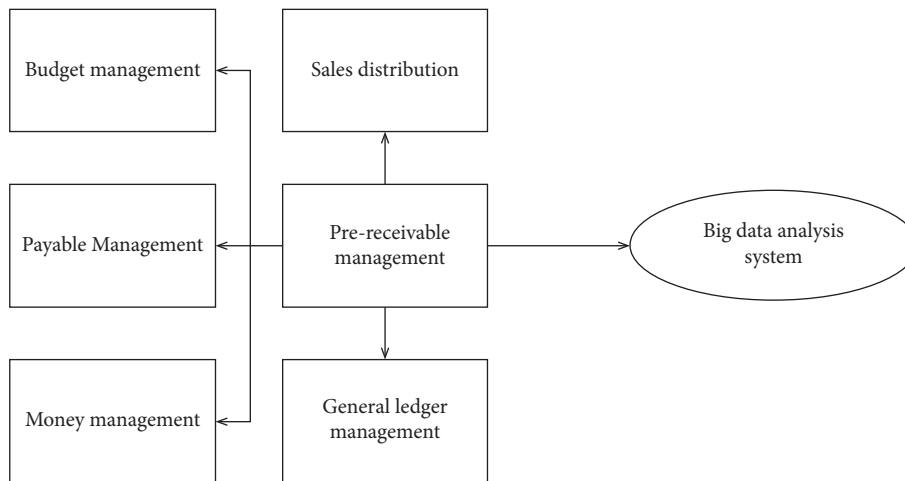 Budget management
Sales distribution
Payable Management
Pre-receivable
management
Big data analysis
system
Money management
General ledger
management